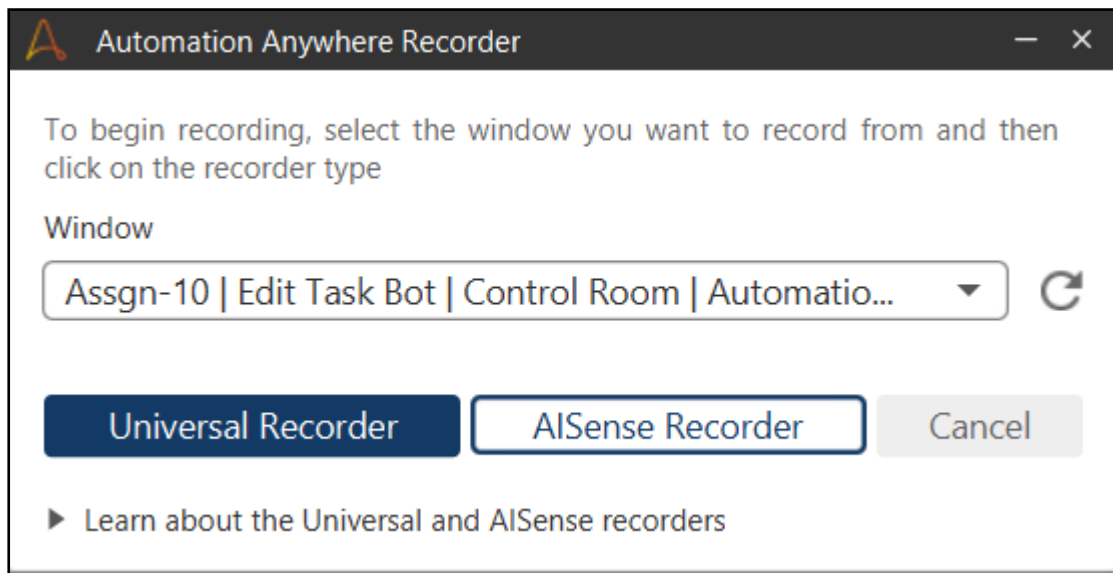 Automation Anywhere Recorder
To begin recording, select the window you want to record from and then
click on the recorder type
Window
Assgn-10 | Edit Task Bot | Control Room | Automatio...
Universal Recorder AISense Recorder Cancel
Learn about the Universal and AISense recorders